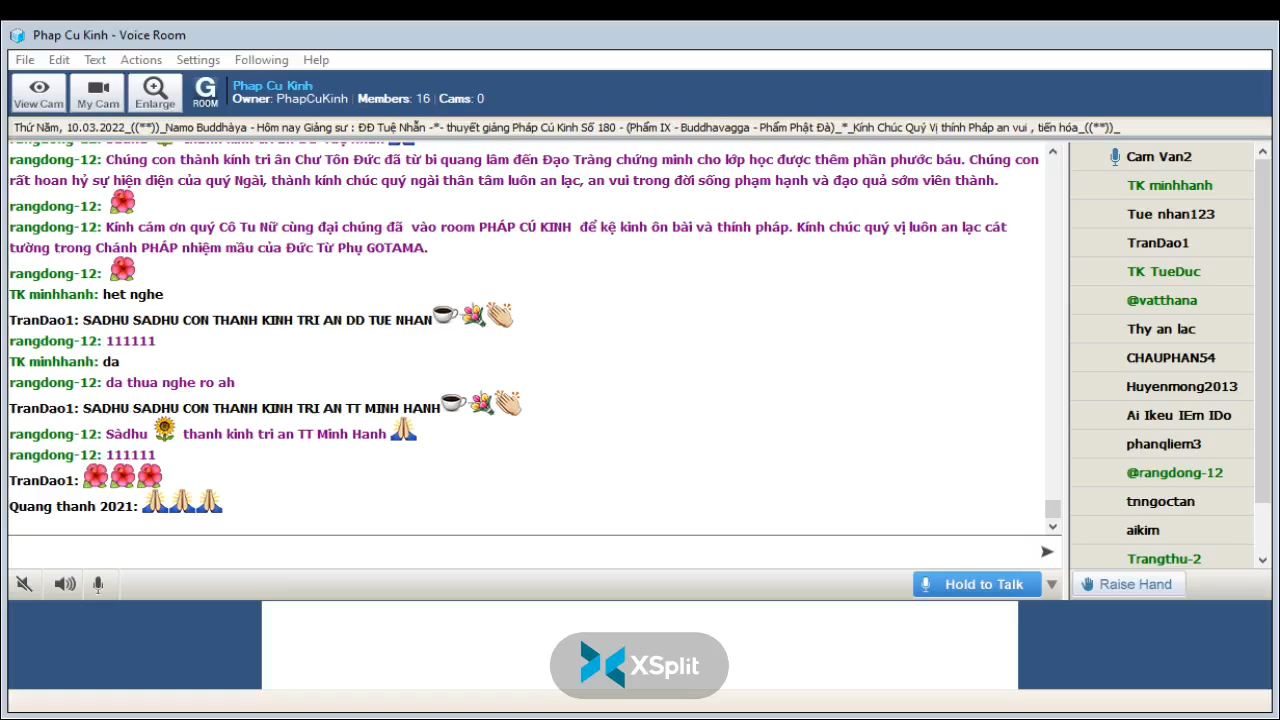 Phap Cu Kinh - Voice Room
File Edit Text Actions Settings Following Help
View Cam My Cam Enlarge G ROOM
Phap Cu Kinh
Owner: PhapCuKinh Members: 16 Cams: 0
Thứ Năm, 10.03.2022_((**))_Namo Buddhàya - Hôm nay Giảng sư : ĐĐ Tuệ Nhẫn -*- thuyết giảng Pháp Cú Kinh Số 180 - (Phẩm IX - Buddhavagga - Phẩm Phật Đà)_*_Kính Chúc Quý Vị thính Pháp an vui , tiến hóa_((**))_
rangdong-12: Chúng con thành kính tri ân Chư Tôn Đức đã từ bi quang lâm đến Đạo Tràng chứng minh cho lớp học được thêm phần phước báu. Chúng con
rất hoan hỷ sự hiện diện của quý Ngài, thành kính chúc quý ngài thân tâm luôn an lạc, an vui trong đời sống phạm hạnh và đạo quả sớm viên thành.
rangdong-12:
rangdong-12: Kính cám ơn quý Cô Tu Nữ cùng đại chúng đã vào room PHÁP CÚ KINH để kệ kinh ôn bài và thính pháp. Kính chúc quý vị luôn an lạc cát
tường trong Chánh PHÁP nhiệm mầu của Đức Từ Phụ GOTAMA.
rangdong-12:
TK minhhanh: het nghe
TranDao1: SADHU SADHU CON THANH KINH TRI AN DD TUE NHAN
rangdong-12: 111111
TK minhhanh: da
rangdong-12: da thua nghe ro ah
TranDao1: SADHU SADHU CON THANH KINH TRI AN TT MINH HANH
rangdong-12: Sàdhu thanh kinh tri an TT Minh Hanh
rangdong-12: 111111
TranDao1:
Quang thanh 2021:
Cam Van2
TK minhhanh
Tue nhan123
TranDao1
TK TueDuc
@vatthana
Thy an lac
CHAUPHAN54
Huyenmong2013
Ai Ikeu IEm IDo
phanqliem3
@rangdong-12
tnngoctan
aikim
Trangthu-2
Hold to Talk
Raise Hand
XSplit